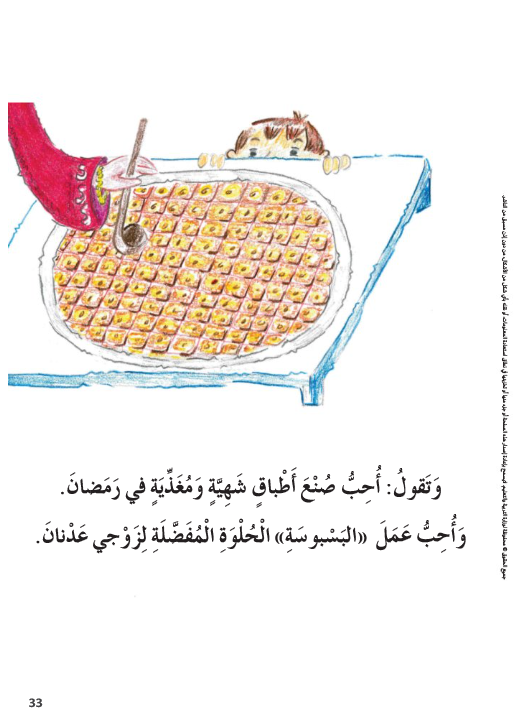 وَتَقولُ: أُحِبُّ صُنْعَ أَطْباقٍ شَهِيَّةٍ وَمُغَذِّيَةٍ في رَمَضانَ.
وَأُحِبُّ عَمَلَ «البَسْبوسَةِ» الْحُلْوَةِ الْمُفَضَّلَةِ لِزَوْجي عَدْنانَ.
33